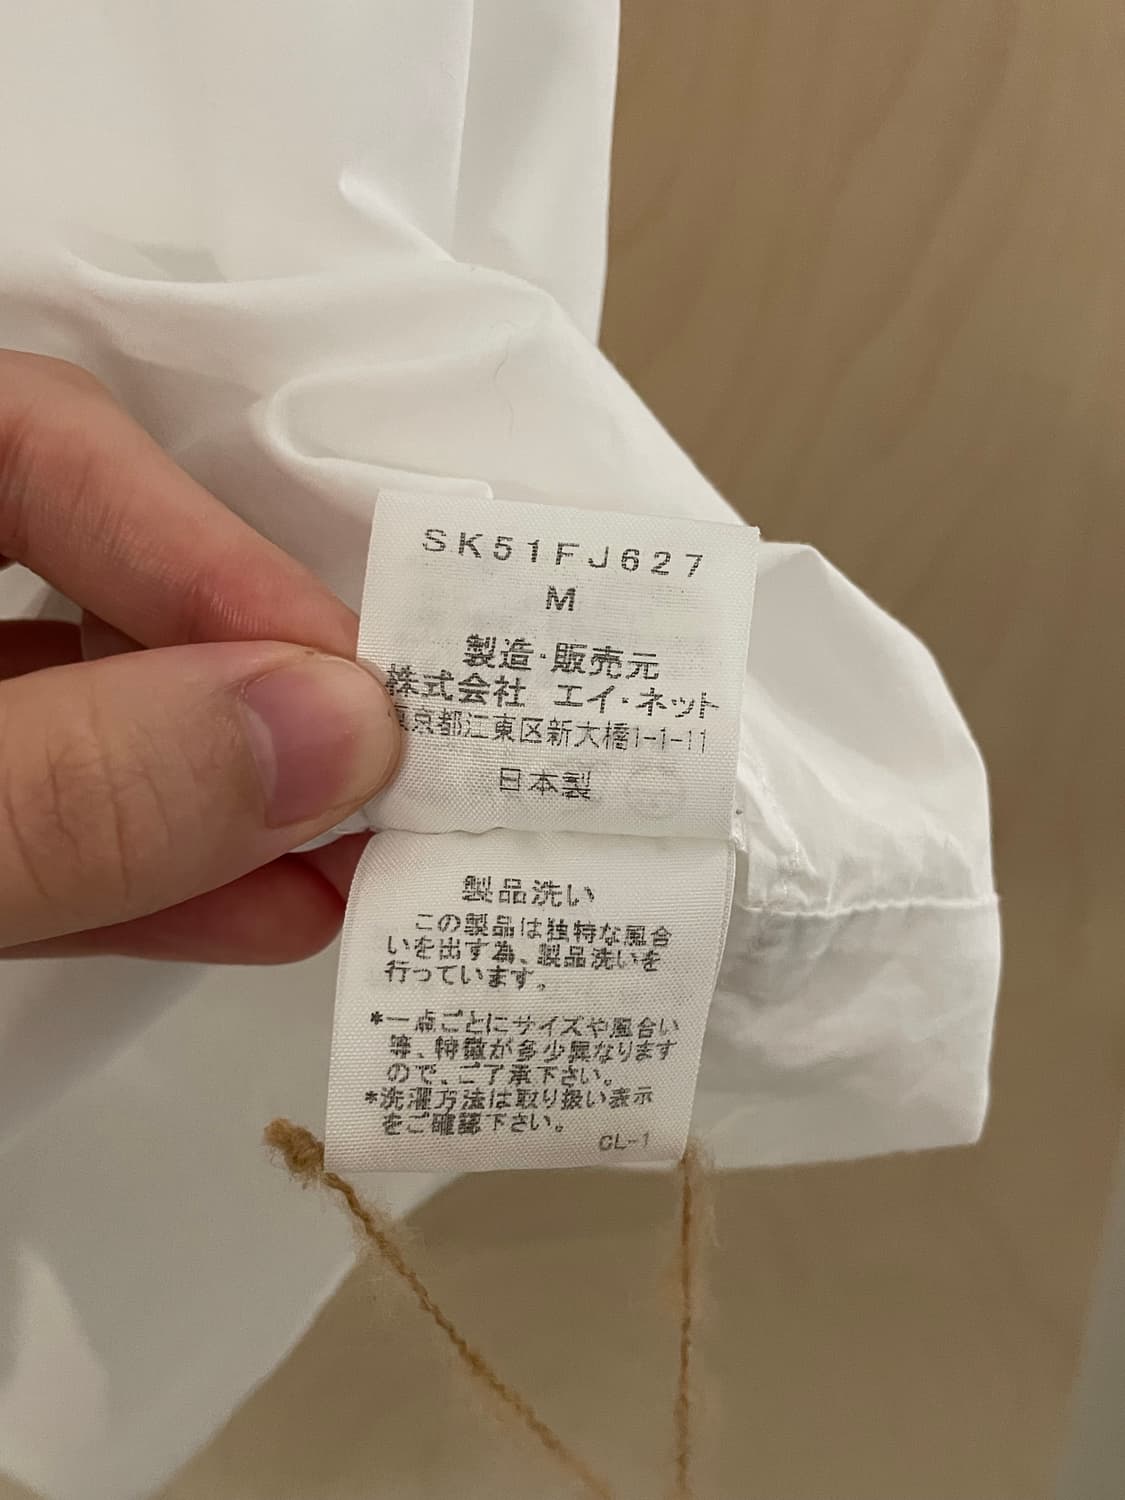 SK51FJ627
M
製造・販売元
株式会社 エイ・ネット
東京都江東区新大橋1-1-11
日本製
製品洗い
この製品は独特な風合
いを出す為、製品洗いを
行っています。
*一点ごとにサイズや風合い
等、特徴が多少異なります
ので、ご了承下さい。
*洗濯方法は取り扱い表示
をご確認下さい。
CL-1